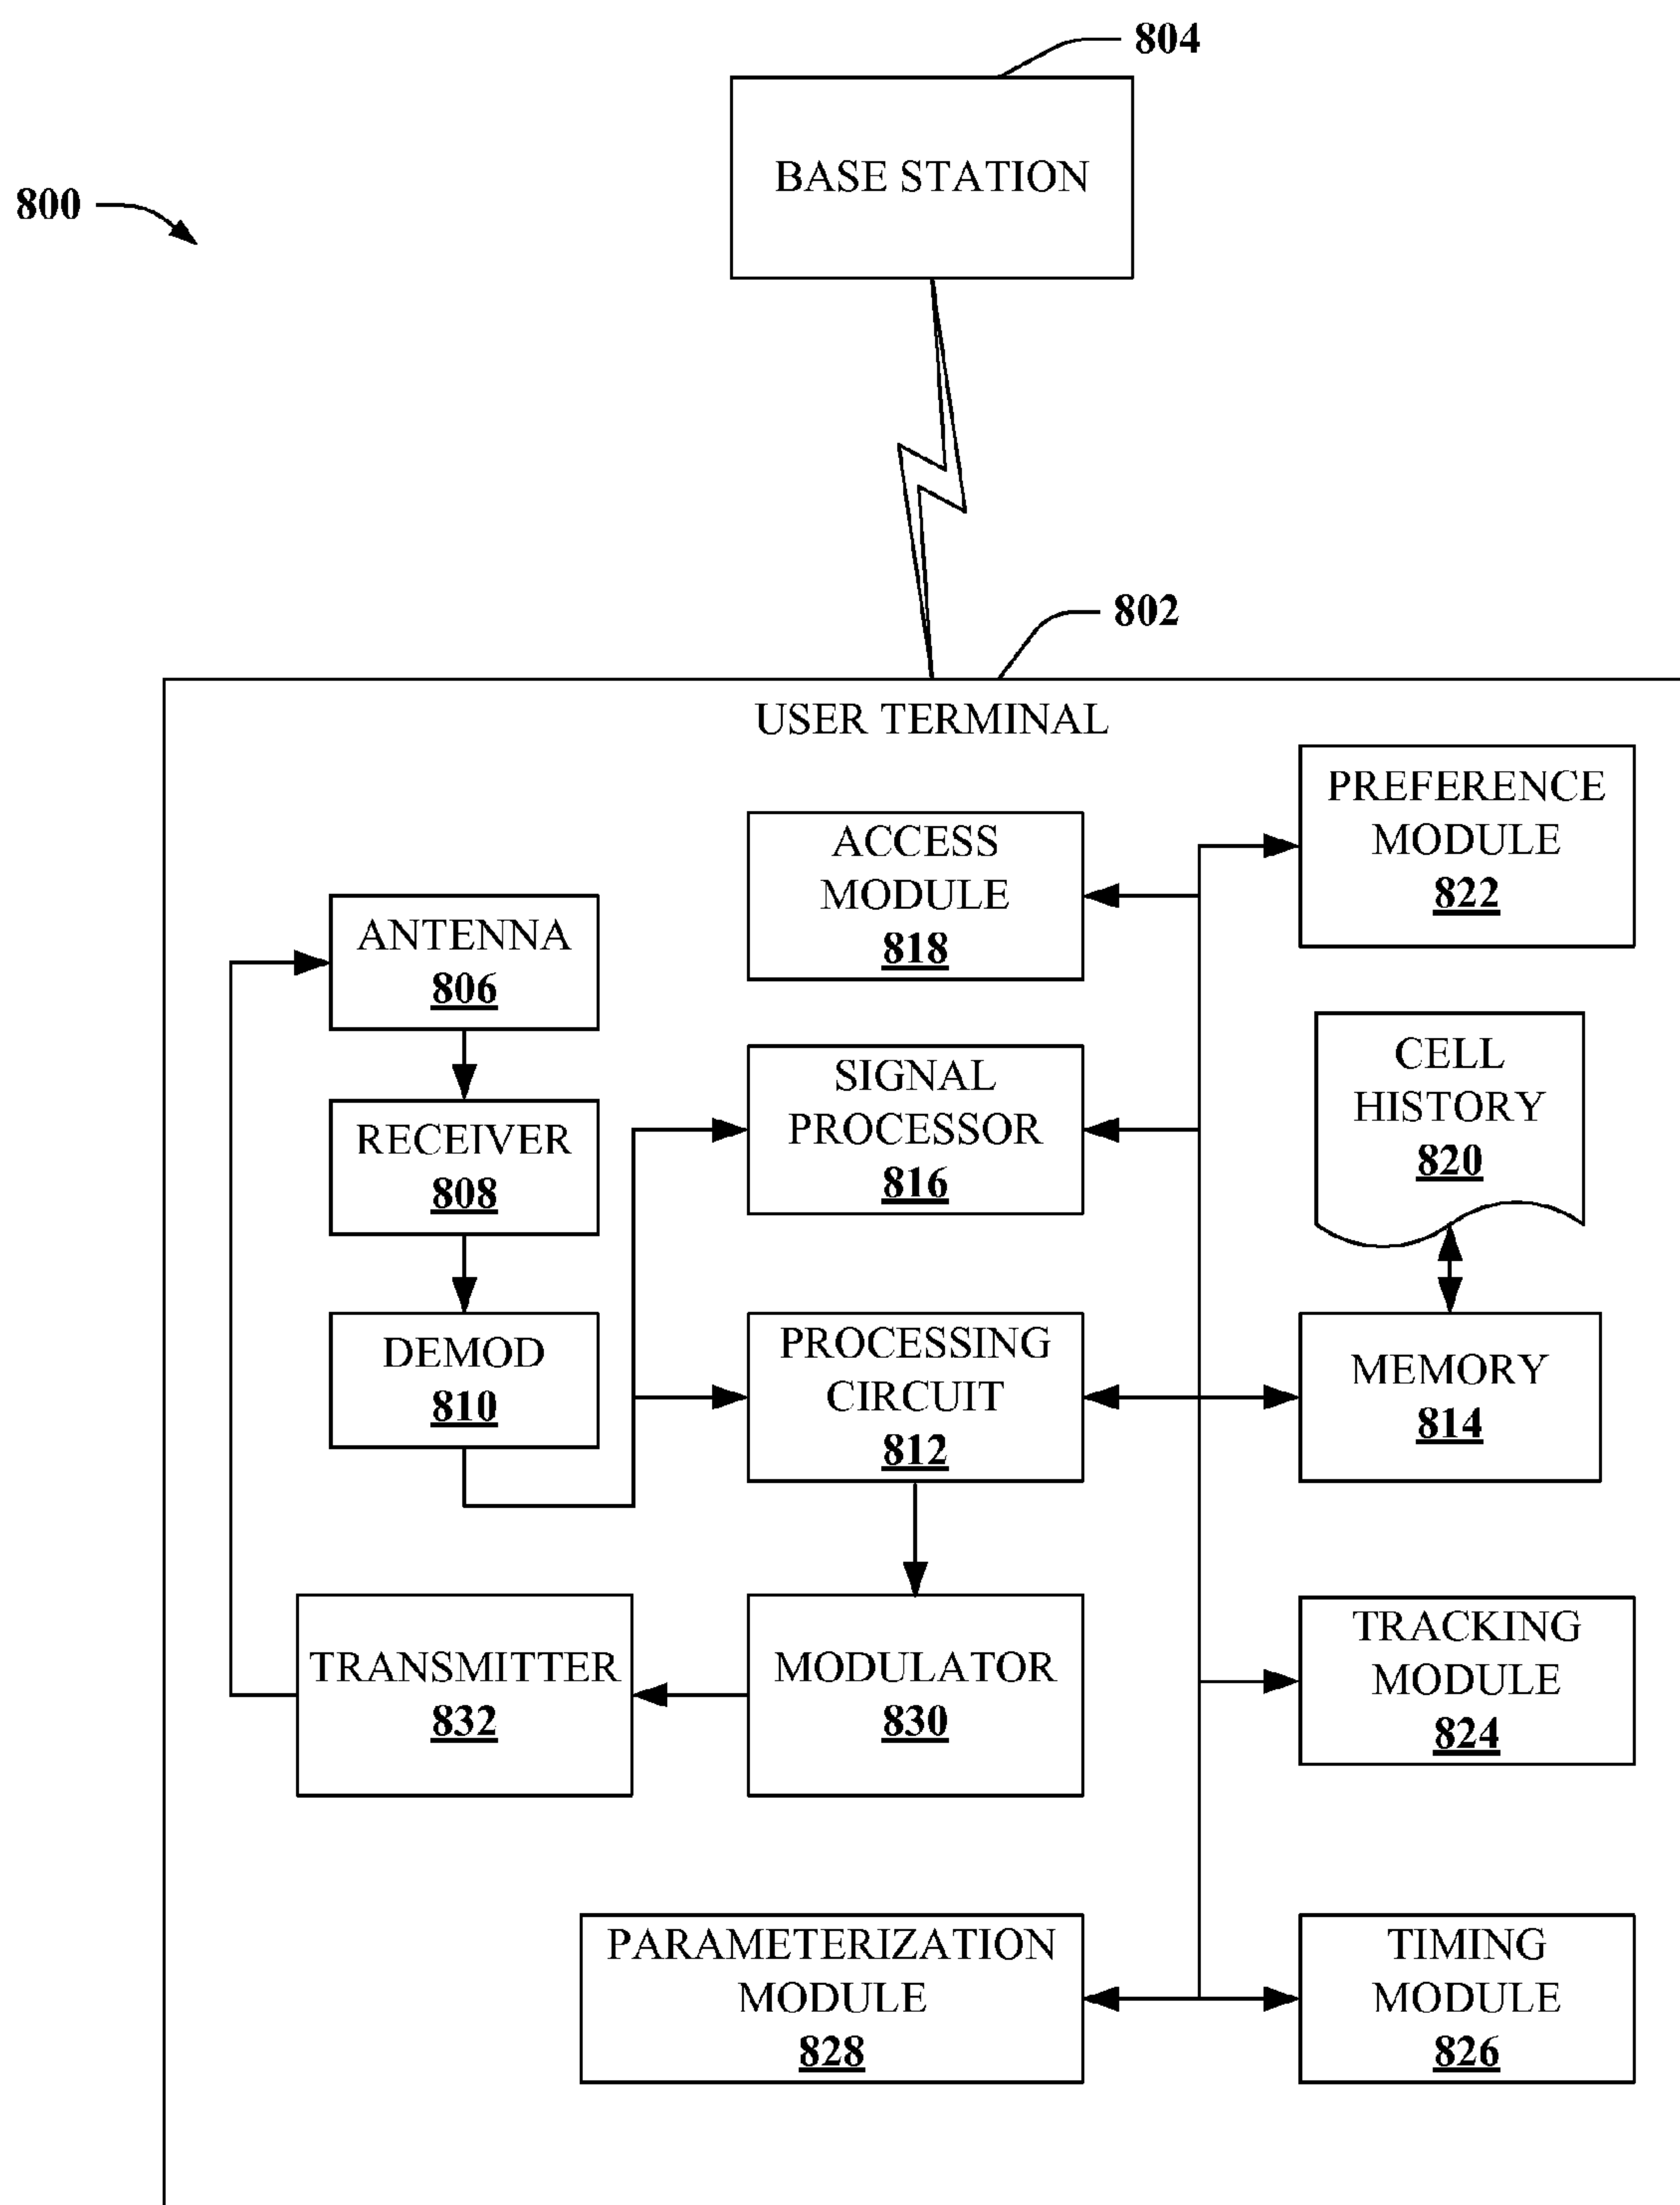 804
BASE STATION
800
802
USER TERMINAL
PREFERENCE
MODULE
822
ACCESS
MODULE
818
ANTENNA
806
CELL
HISTORY
820
SIGNAL
PROCESSOR
816
RECEIVER
808
DEMOD
810
PROCESSING
CIRCUIT
812
MEMORY
814
TRANSMITTER
832
MODULATOR
830
TRACKING
MODULE
824
PARAMETERIZATION
MODULE
828
TIMING
MODULE
826